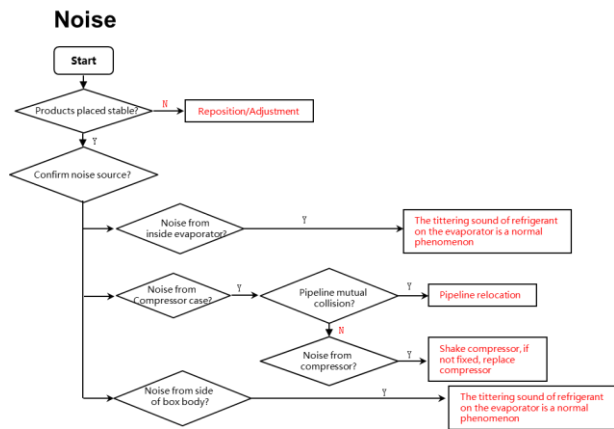 Noise
Start
Products placed stable?
N
Reposition/Adjustment
Y
Confirm noise source?
Noise from
inside evaporator?
Y
The tittering sound of refrigerant
on the evaporator is a normal
phenomenon
Noise from
Compressor case?
Y
Pipeline mutual
collision?
Y
Pipeline relocation
N
Noise from
compressor?
Y
Shake compressor, if
not fixed, replace
compressor
Noise from side
of box body?
Y
The tittering sound of refrigerant
on the evaporator is a normal
phenomenon